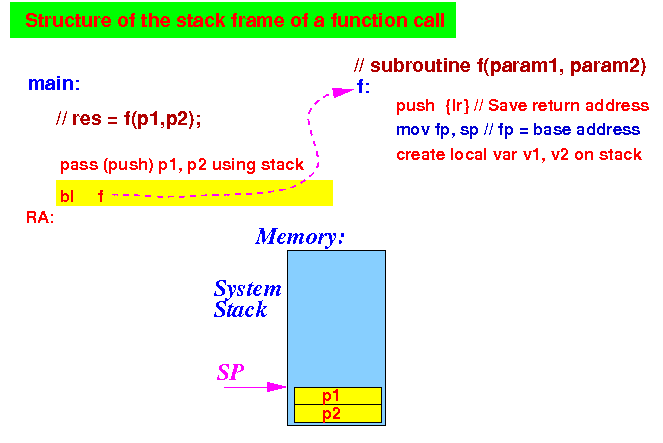 Structure of the stack frame of a function call
// subroutine f(param1, param2)
main:
f:
push {lr} // Save return address
// res = f(p1,p2);
mov fp, sp // fp = base address
pass (push) p1, p2 using stack
create local var v1, v2 on stack
bl f
RA:
Memory:
System
Stack
SP
p1
p2